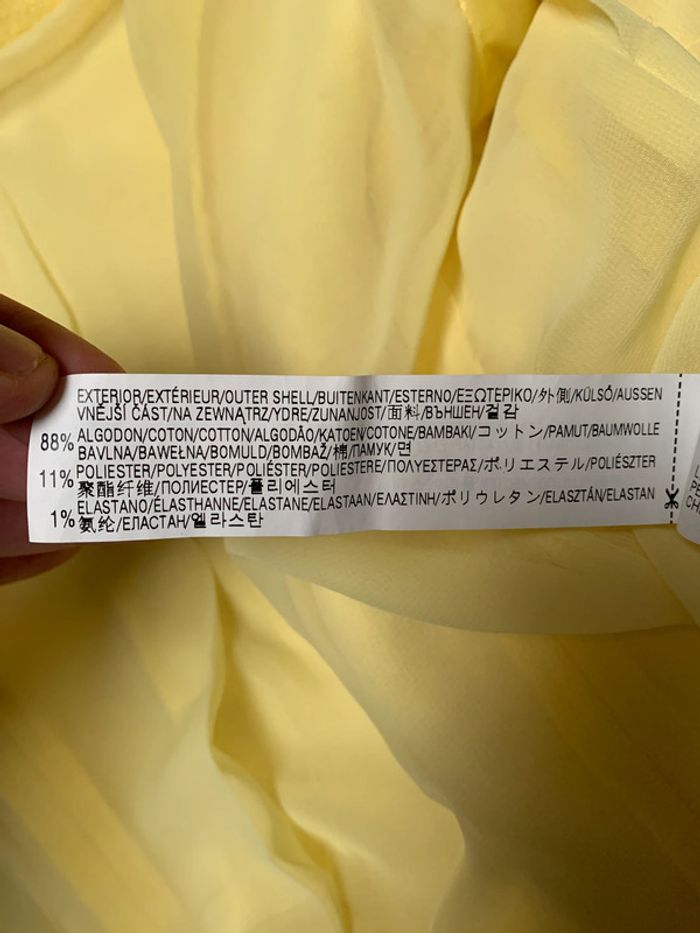 EXTERIOR/EXTÉRIEUR/OUTER SHELL/BUITENKANT/ESTERNO/ΕΞΩΤΕΡΙΚΟ/外側/KÜLSŐ/AUSSEN
VNĚJŠÍ ČÁST/NA ZEWNĄTRZ/YDRE/ZUNANJOST/面料/ВЪНШЕН/겉감
88% ALGODON/COTON/COTTON/ALGODÃO/KATOEN/COTONE/BAMBAKI/コットン/PAMUT/BAUMWOLLE
BAVLNA/BAWEŁNA/BOMULD/BOMBAŽ/棉/ПАМУК/면
11% POLIESTER/POLYESTER/POLIÉSTER/POLIESTERE/ΠΟΛΥΕΣΤΕΡΑΣ/ポリエステル/POLIÉSZTER
聚酯纤维/ПОЛИЕСТЕР/폴리에스터
1% ELASTANO/ÉLASTHANNE/ELASTANE/ELASTAAN/ΕΛΑΣΤΙΝΗ/ポリウレタン/ELASZTÁN/ELASTAN
氨纶/ЕЛАСТАН/엘라스탄